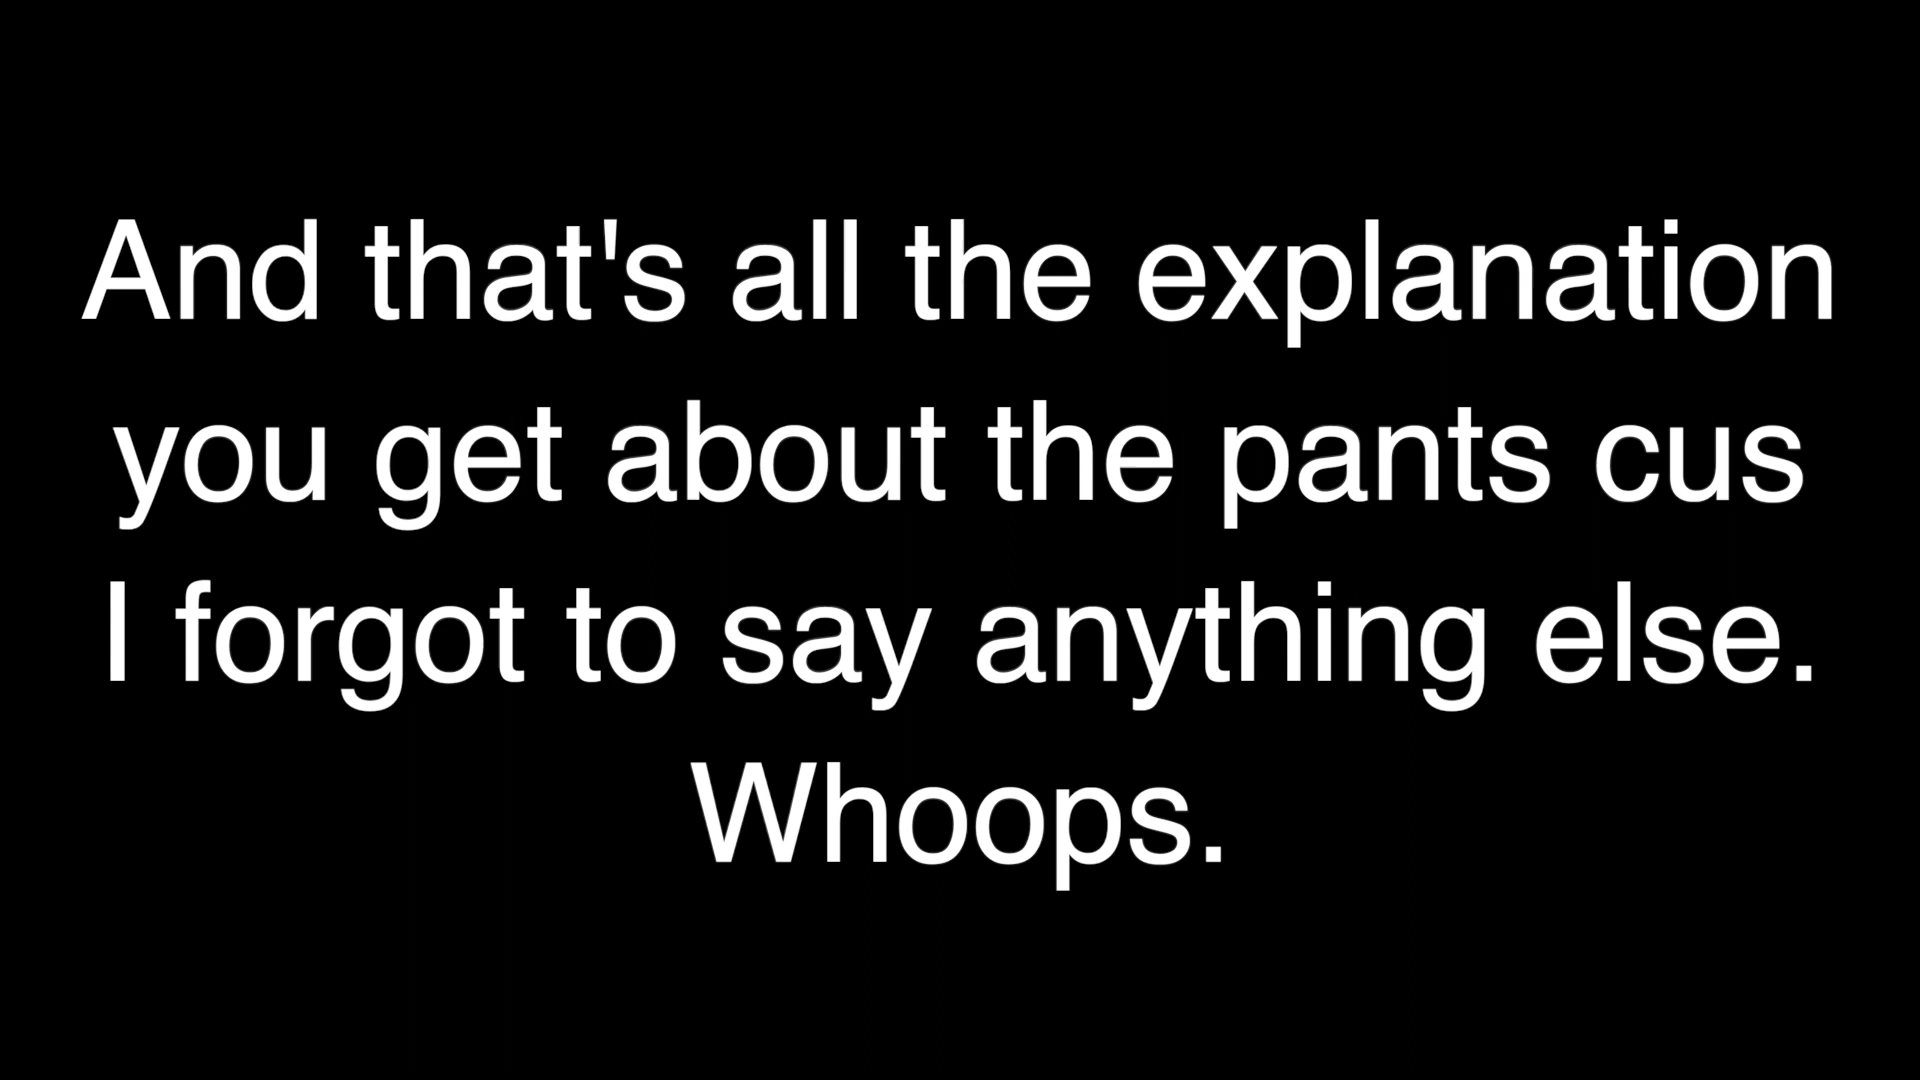 And that's all the explanation
you get about the pants cus
I forgot to say anything else.
Whoops.